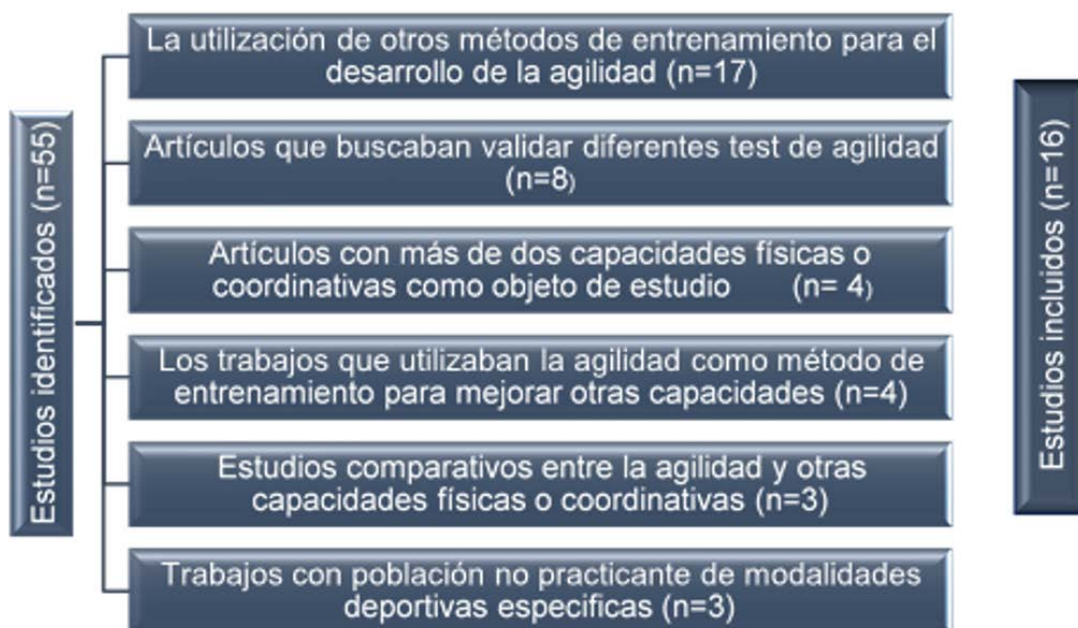 Estudios identificados (n=55)
La utilización de otros métodos de entrenamiento para el
desarrollo de la agilidad (n=17)
Artículos que buscaban validar diferentes test de agilidad
(n=8)
Artículos con más de dos capacidades físicas o
coordinativas como objeto de estudio (n= 4)
Los trabajos que utilizaban la agilidad como método de
entrenamiento para mejorar otras capacidades (n=4)
Estudios comparativos entre la agilidad y otras
capacidades físicas o coordinativas (n=3)
Trabajos con población no practicante de modalidades
deportivas especificas (n=3)
Estudios incluidos (n=16)